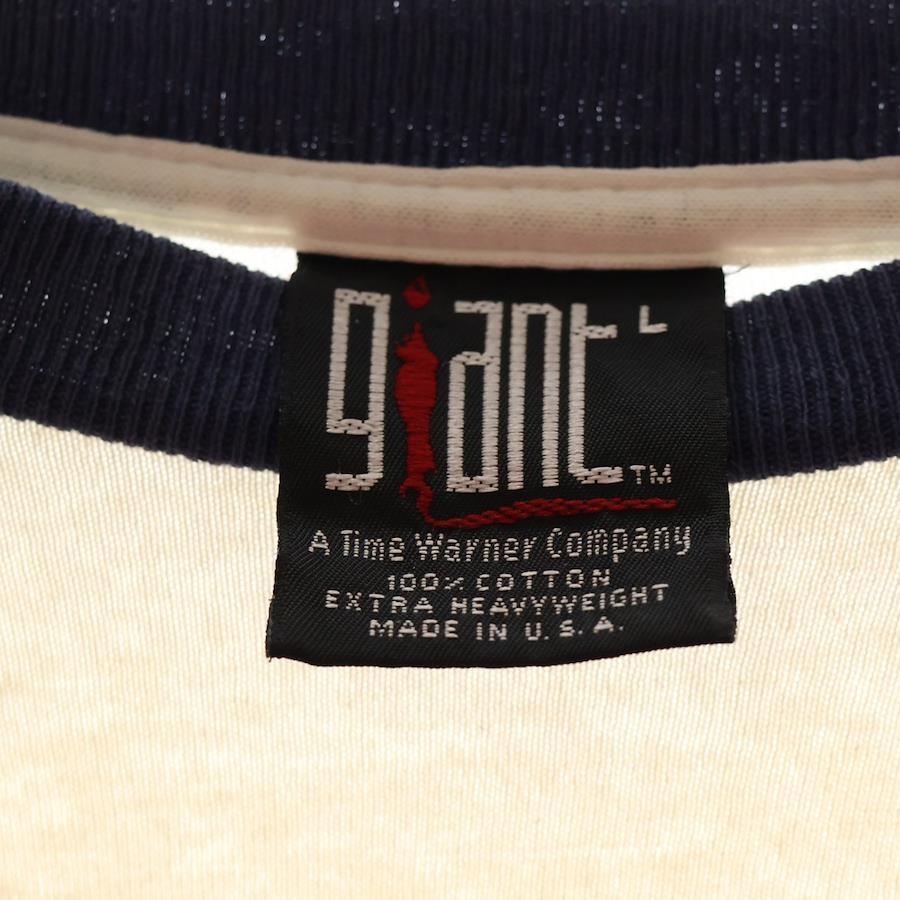 giant L
TM
A Time Warner Company
100% COTTON
EXTRA HEAVYWEIGHT
MADE IN U.S.A.